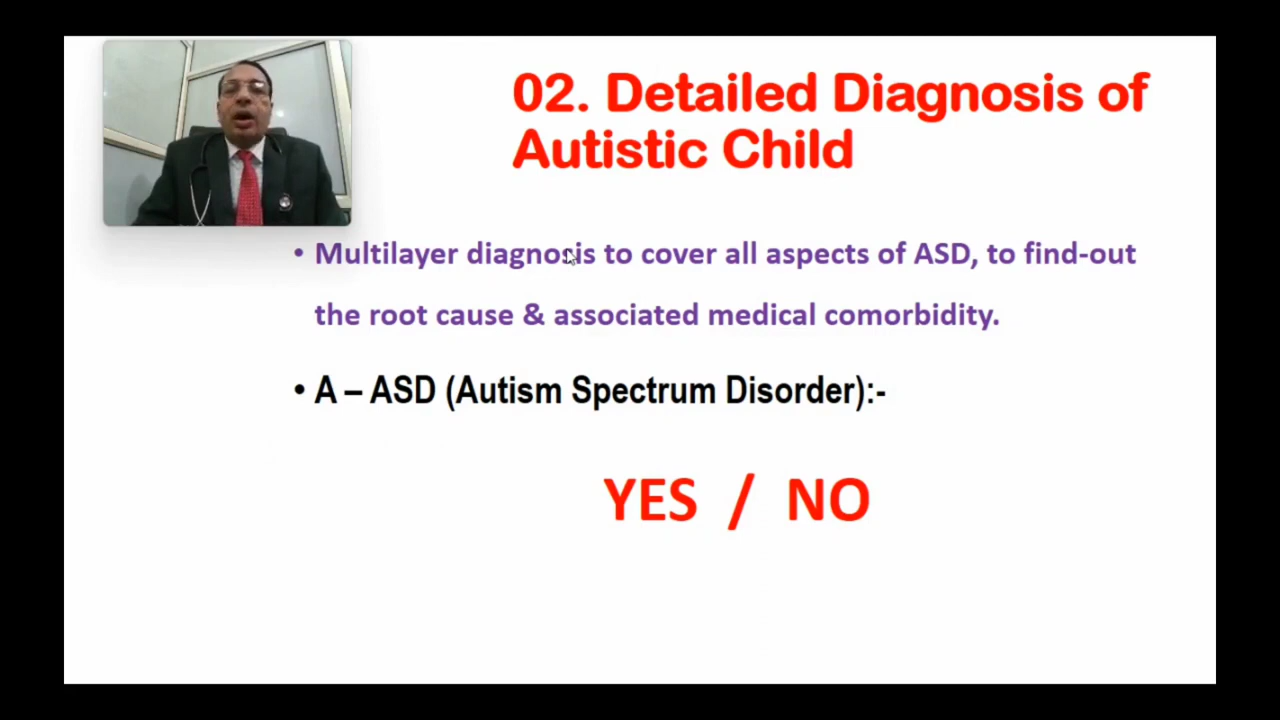 02. Detailed Diagnosis of
Autistic Child
• Multilayer diagnosis to cover all aspects of ASD, to find-out
the root cause & associated medical comorbidity.
• A – ASD (Autism Spectrum Disorder):-
YES / NO